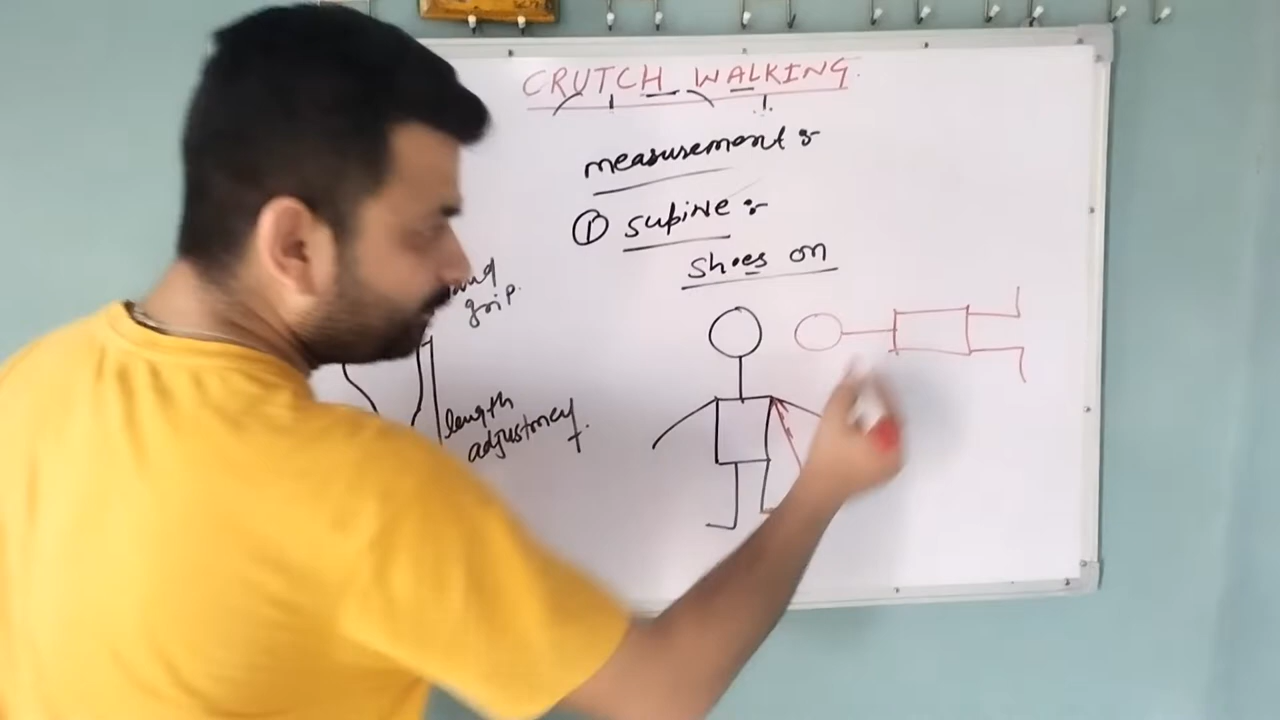 CRUTCH WALKING.
measurement :-
① supine :-
shoes on
grip.
length
adjustment.